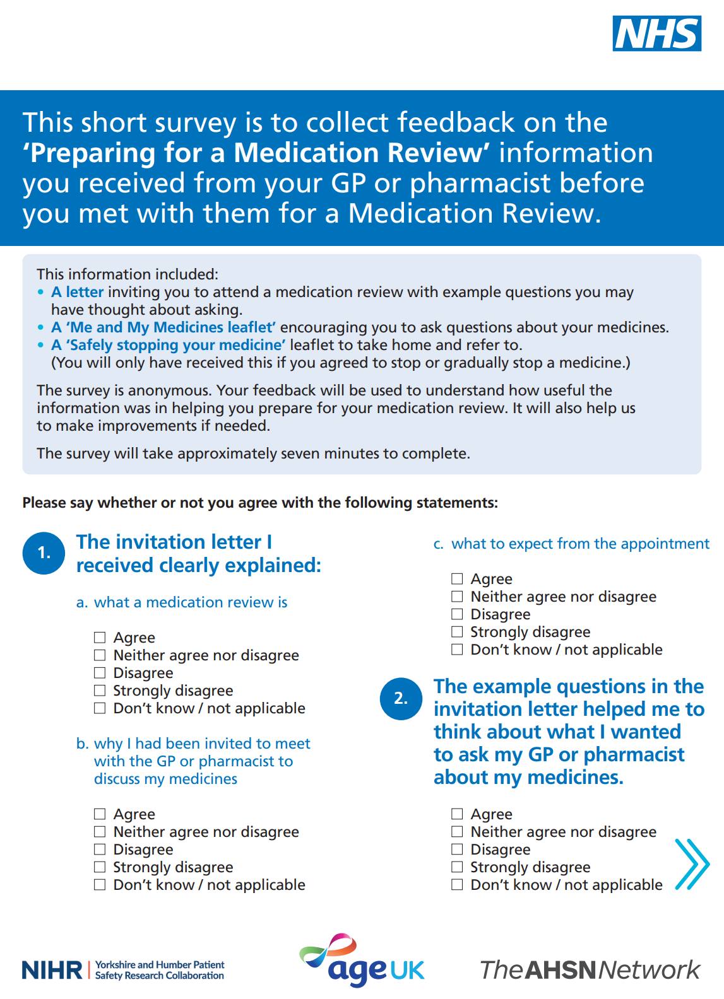 NHS
This short survey is to collect feedback on the
‘Preparing for a Medication Review’ information
you received from your GP or pharmacist before
you met with them for a Medication Review.
This information included:
• A letter inviting you to attend a medication review with example questions you may
have thought about asking.
• A ‘Me and My Medicines leaflet’ encouraging you to ask questions about your medicines.
• A ‘Safely stopping your medicine’ leaflet to take home and refer to.
(You will only have received this if you agreed to stop or gradually stop a medicine.)
The survey is anonymous. Your feedback will be used to understand how useful the
information was in helping you prepare for your medication review. It will also help us
to make improvements if needed.
The survey will take approximately seven minutes to complete.
Please say whether or not you agree with the following statements:
1. The invitation letter I
received clearly explained:
a. what a medication review is
☐ Agree
☐ Neither agree nor disagree
☐ Disagree
☐ Strongly disagree
☐ Don’t know / not applicable
b. why I had been invited to meet
with the GP or pharmacist to
discuss my medicines
☐ Agree
☐ Neither agree nor disagree
☐ Disagree
☐ Strongly disagree
☐ Don’t know / not applicable
c. what to expect from the appointment
☐ Agree
☐ Neither agree nor disagree
☐ Disagree
☐ Strongly disagree
☐ Don’t know / not applicable
2. The example questions in the
invitation letter helped me to
think about what I wanted
to ask my GP or pharmacist
about my medicines.
☐ Agree
☐ Neither agree nor disagree
☐ Disagree
☐ Strongly disagree
☐ Don’t know / not applicable
NIHR | Yorkshire and Humber Patient
Safety Research Collaboration
age UK
TheAHSNNetwork